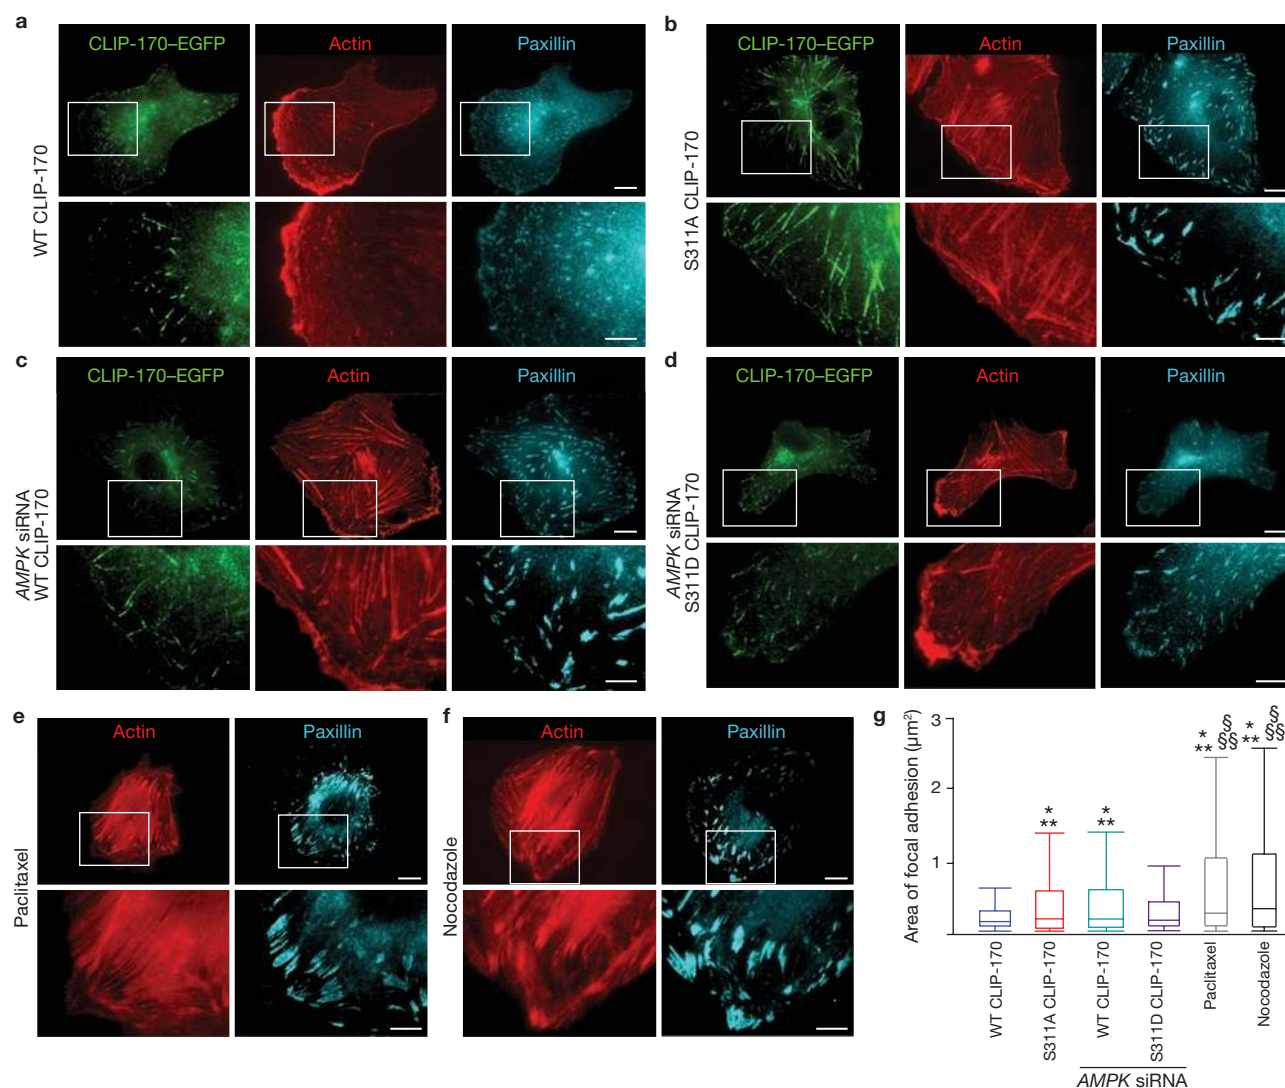 a
CLIP-170–EGFP
Actin
Paxillin
WT CLIP-170
b
CLIP-170–EGFP
Actin
Paxillin
S311A CLIP-170
c
CLIP-170–EGFP
Actin
Paxillin
AMPK siRNA
WT CLIP-170
d
CLIP-170–EGFP
Actin
Paxillin
AMPK siRNA
S311D CLIP-170
e
Actin
Paxillin
Paclitaxel
f
Actin
Paxillin
Nocodazole
g
Area of focal adhesion (μm²)
3
2
1
0
*
**
*
**
*
**
§
§§
*
**
§
§§
WT CLIP-170
S311A CLIP-170
WT CLIP-170
S311D CLIP-170
Paclitaxel
Nocodazole
AMPK siRNA